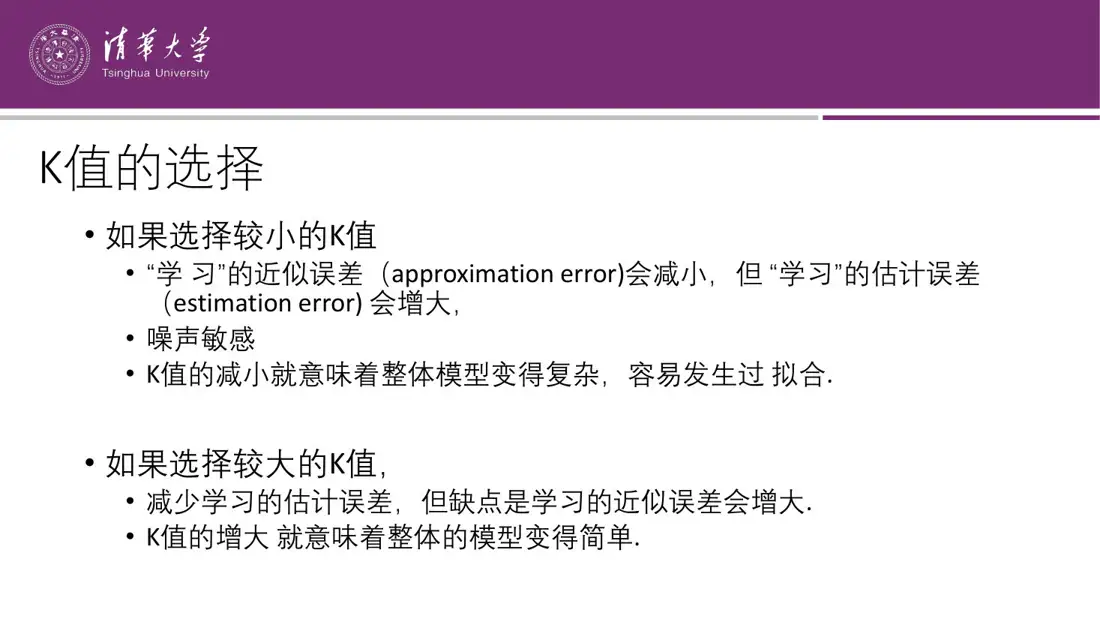 清华大学
Tsinghua University
K值的选择
• 如果选择较小的K值
• “学 习”的近似误差（approximation error)会减小，但 “学习”的估计误差
（estimation error) 会增大，
• 噪声敏感
• K值的减小就意味着整体模型变得复杂，容易发生过 拟合.
• 如果选择较大的K值，
• 减少学习的估计误差，但缺点是学习的近似误差会增大.
• K值的增大 就意味着整体的模型变得简单.